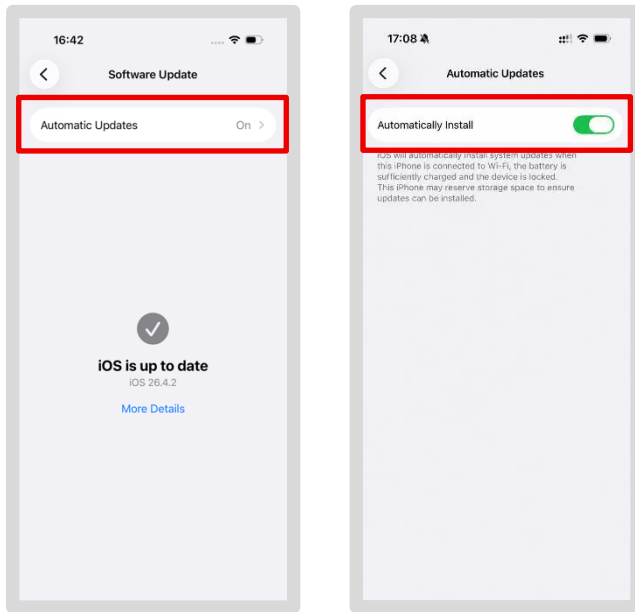 16:42
Software Update
Automatic Updates On
iOS is up to date
iOS 26.4.2
More Details
17:08
Automatic Updates
Automatically Install
iOS will automatically install system updates when
this iPhone is connected to Wi-Fi, the battery is
sufficiently charged and the device is locked.
This iPhone may reserve storage space to ensure
updates can be installed.